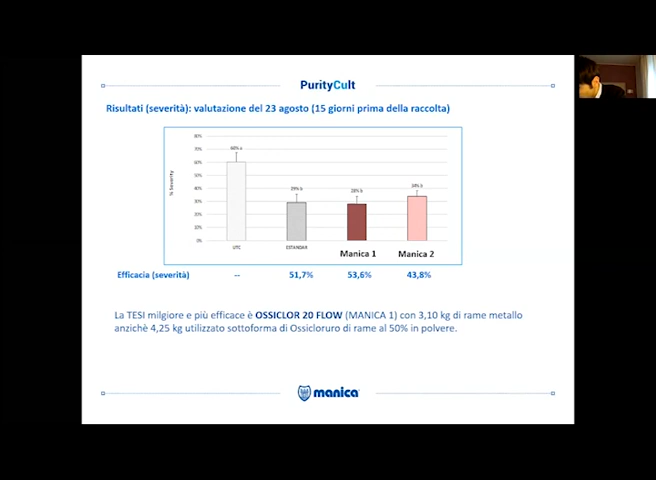 PurityCult
Risultati (severità): valutazione del 23 agosto (15 giorni prima della raccolta)
80%
70%
60%
50%
40%
30%
20%
10%
0%
% Severity
60% a
29% b
28% b
34% b
UTC
ESTANDAR
Manica 1
Manica 2
Efficacia (severità) -- 51,7% 53,6% 43,8%
La TESI milgiore e più efficace è OSSICLOR 20 FLOW (MANICA 1) con 3,10 kg di rame metallo
anzichè 4,25 kg utilizzato sottoforma di Ossicloruro di rame al 50% in polvere.
manica